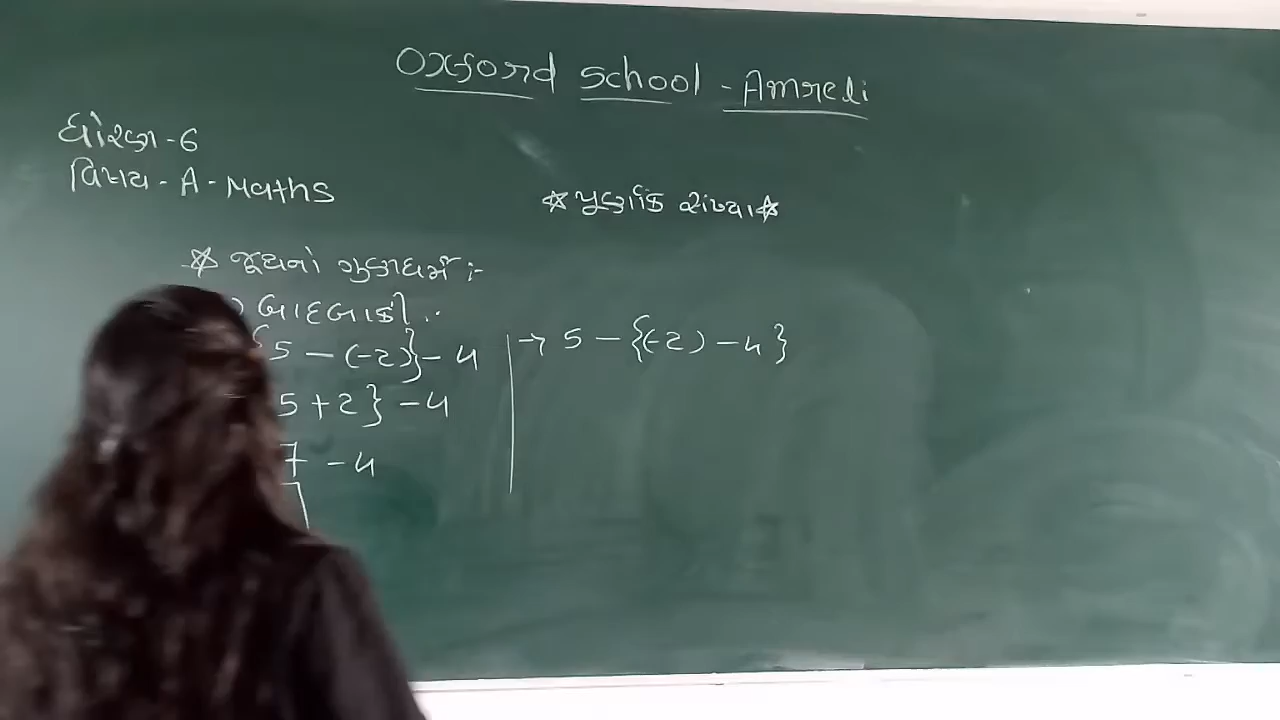 Oxford School - Amreli
ધોરણ-6
વિષય - A - Maths
* પૂર્ણાંક સંખ્યા *
* જૂથનો ગુણધર્મ :-
બાદબાકી :-
{5 - (-2)} - 4
5 + 2} - 4
7 - 4
→ 5 - {(-2) - 4}